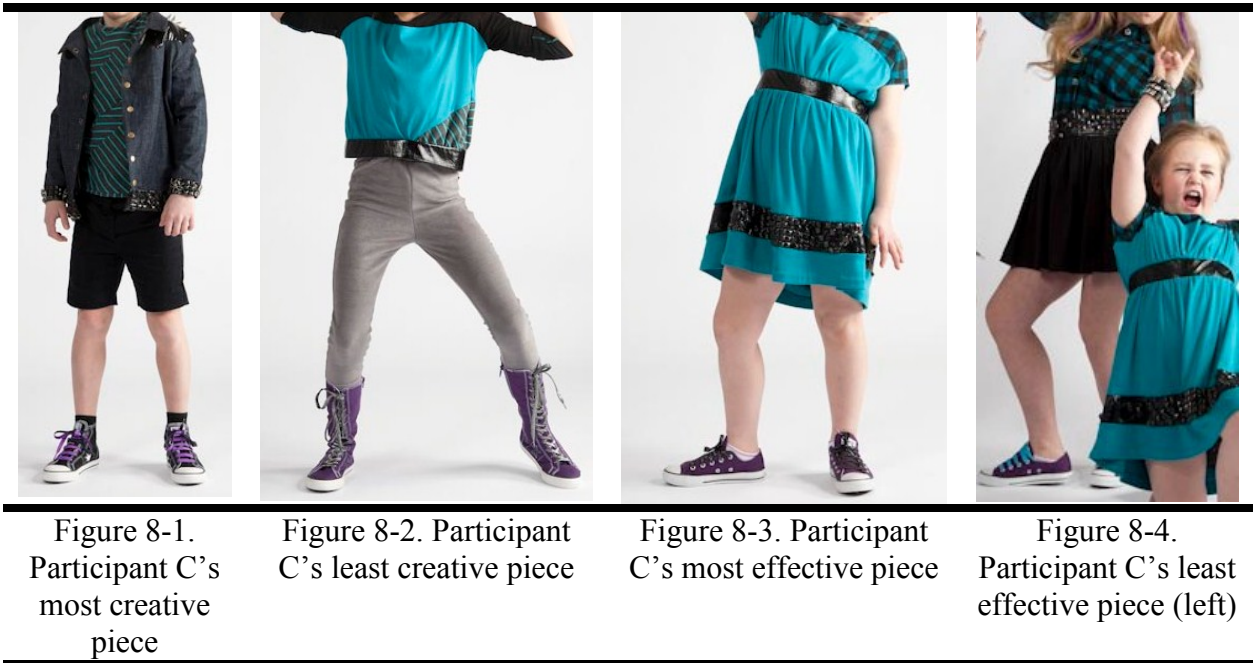 Figure 8-1.
Participant C's
most creative
piece
Figure 8-2. Participant
C's least creative piece
Figure 8-3. Participant
C's most effective piece
Figure 8-4.
Participant C's least
effective piece (left)